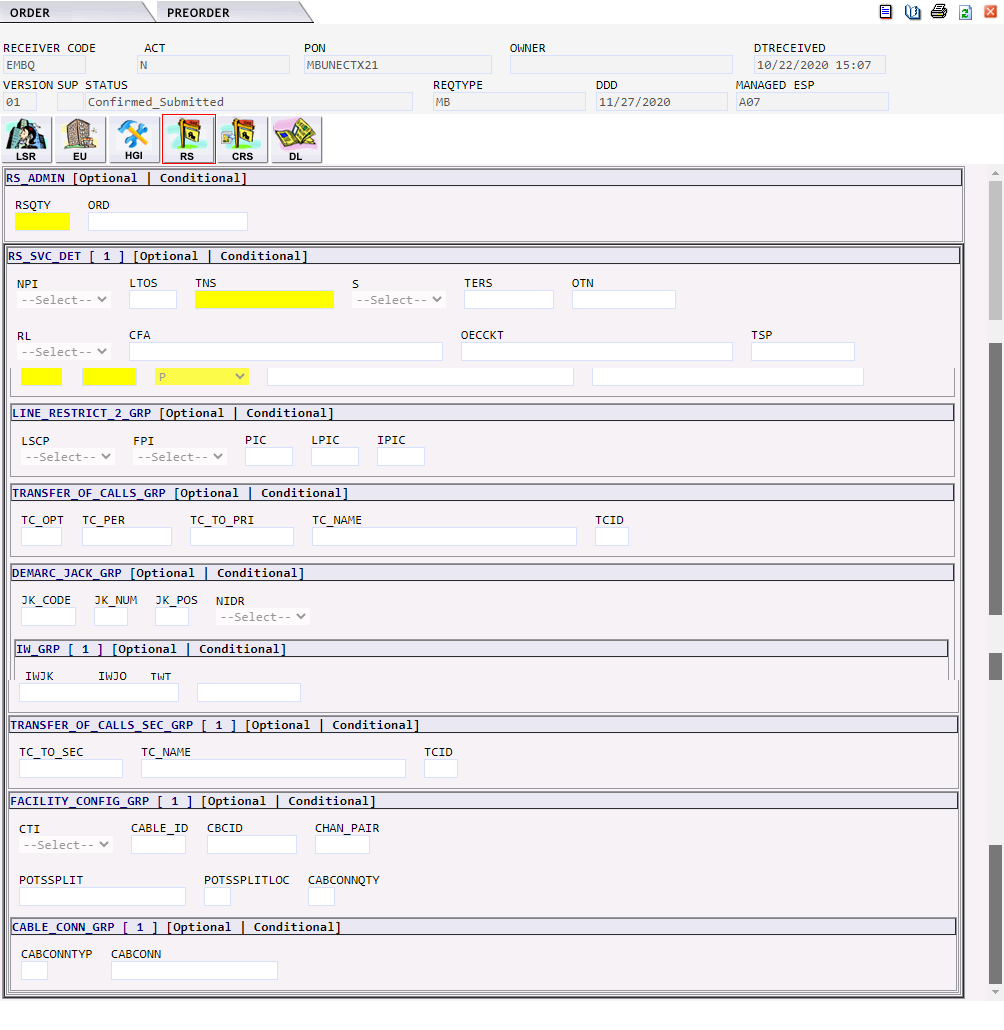 ORDER PREORDER
RECEIVER CODE ACT PON OWNER DTRECEIVED
EMBQ N MBUNECTX21 10/22/2020 15:07
VERSION SUP STATUS REQTYPE DDD MANAGED ESP
01 Confirmed_Submitted MB 11/27/2020 A07
LSR EU HGI RS CRS DL
RS_ADMIN [Optional | Conditional]
RSQTY ORD
RS_SVC_DET [ 1 ] [Optional | Conditional]
NPI LTOS TNS S TERS OTN
--Select-- --Select--
RL CFA OECCKT TSP
--Select--
P
LINE_RESTRICT_2_GRP [Optional | Conditional]
LSCP FPI PIC LPIC IPIC
--Select-- --Select--
TRANSFER_OF_CALLS_GRP [Optional | Conditional]
TC_OPT TC_PER TC_TO_PRI TC_NAME TCID
DEMARC_JACK_GRP [Optional | Conditional]
JK_CODE JK_NUM JK_POS NIDR
--Select--
IW_GRP [ 1 ] [Optional | Conditional]
IWJK IWJQ IWT
TRANSFER_OF_CALLS_SEC_GRP [ 1 ] [Optional | Conditional]
TC_TO_SEC TC_NAME TCID
FACILITY_CONFIG_GRP [ 1 ] [Optional | Conditional]
CTI CABLE_ID CBCID CHAN_PAIR
--Select--
POTSSPLIT POTSSPLITLOC CABCONNQTY
CABLE_CONN_GRP [ 1 ] [Optional | Conditional]
CABCONNTYP CABCONN